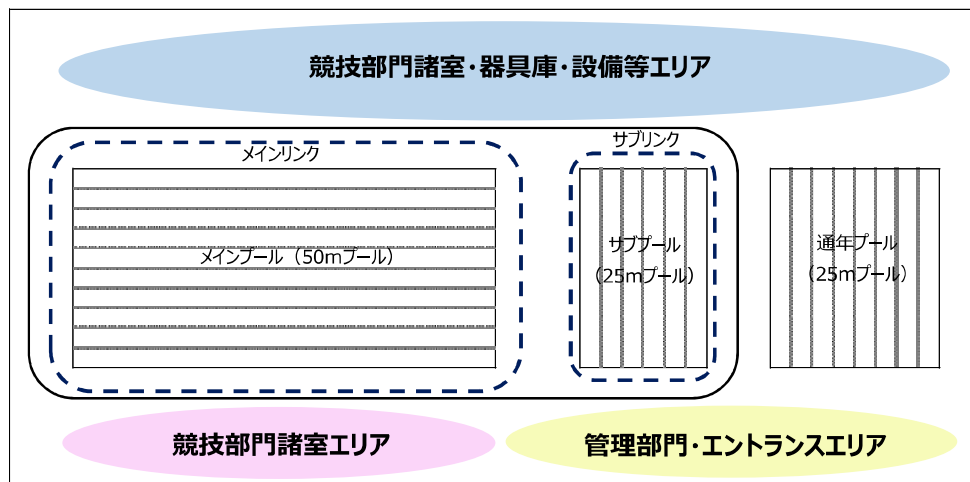 競技部門諸室・器具庫・設備等エリア
メインリンク
サブリンク
メインプール（50mプール）
サブプール
（25mプール）
通年プール
（25mプール）
競技部門諸室エリア
管理部門・エントランスエリア